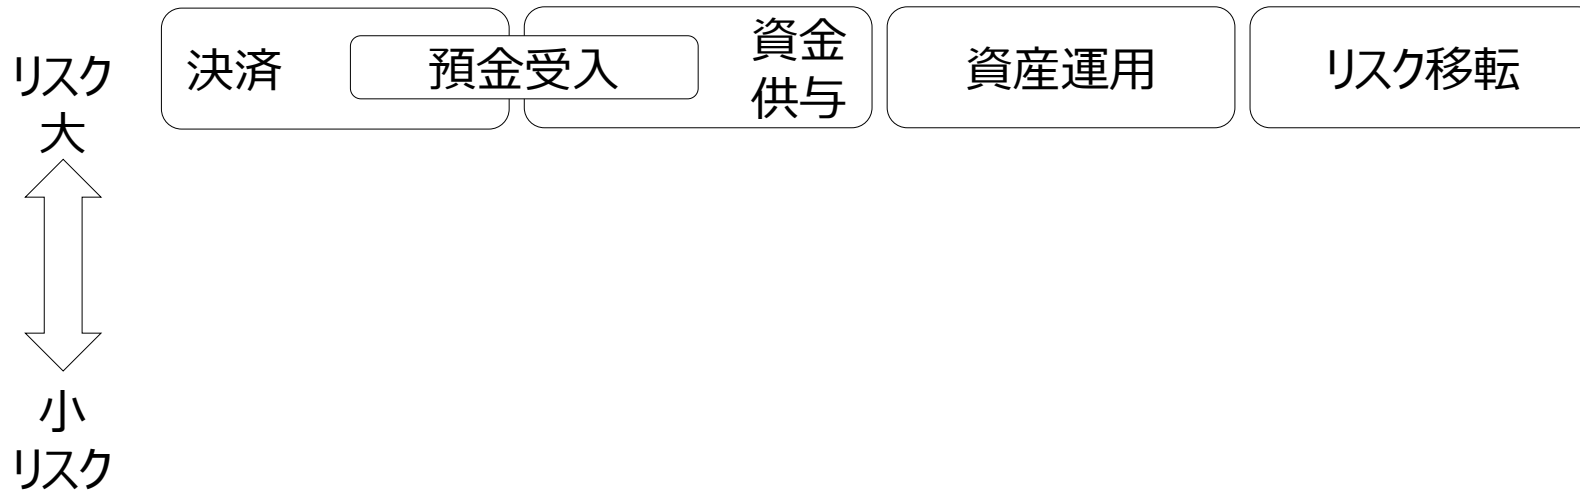 リスク
大
小
リスク
決済
預金受入
資金
供与
資産運用
リスク移転